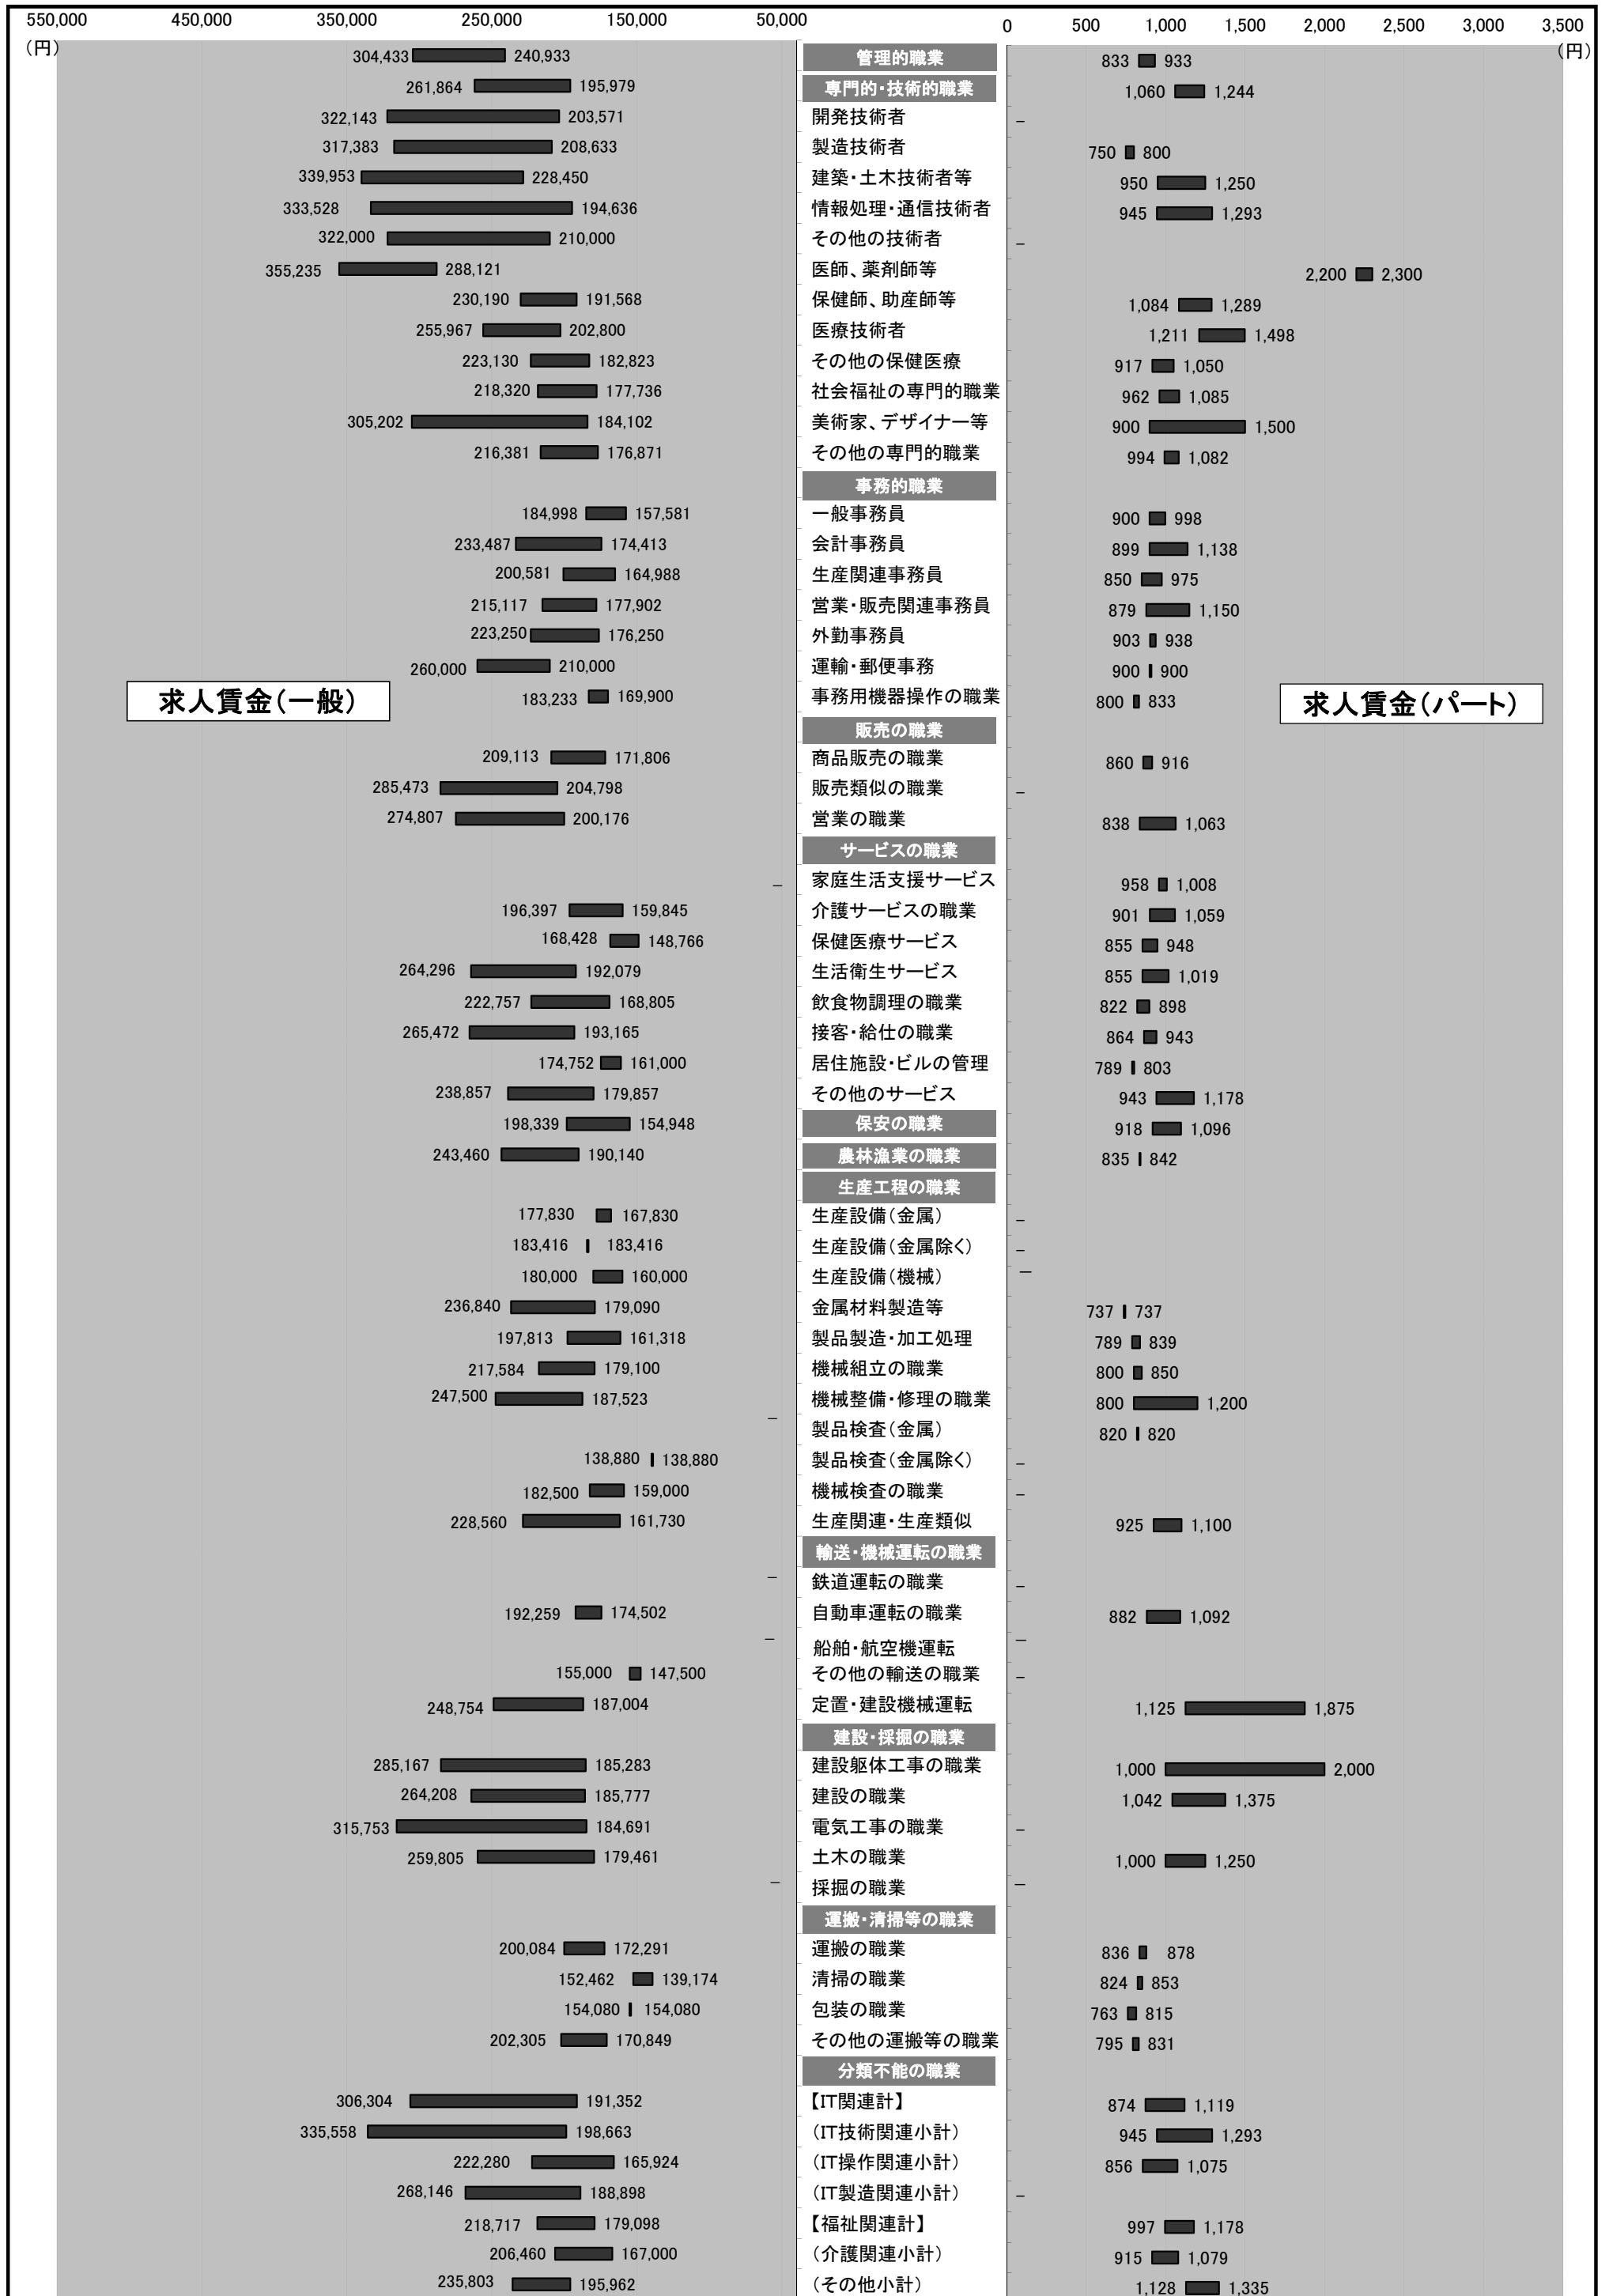 550,000 450,000 350,000 250,000 150,000 50,000 0 500 1,000 1,500 2,000 2,500 3,000 3,500
(円) (円)
304,433 240,933 管理的職業 833 933
261,864 195,979 専門的・技術的職業 1,060 1,244
322,143 203,571 開発技術者 –
317,383 208,633 製造技術者 750 800
339,953 228,450 建築・土木技術者等 950 1,250
333,528 194,636 情報処理・通信技術者 945 1,293
322,000 210,000 その他の技術者 –
355,235 288,121 医師、薬剤師等 2,200 2,300
230,190 191,568 保健師、助産師等 1,084 1,289
255,967 202,800 医療技術者 1,211 1,498
223,130 182,823 その他の保健医療 917 1,050
218,320 177,736 社会福祉の専門的職業 962 1,085
305,202 184,102 美術家、デザイナー等 900 1,500
216,381 176,871 その他の専門的職業 994 1,082
事務的職業
184,998 157,581 一般事務員 900 998
233,487 174,413 会計事務員 899 1,138
200,581 164,988 生産関連事務員 850 975
215,117 177,902 営業・販売関連事務員 879 1,150
223,250 176,250 外勤事務員 903 938
260,000 210,000 運輸・郵便事務 900 900
求人賃金(一般) 183,233 169,900 事務用機器操作の職業 800 833 求人賃金(パート)
販売の職業
209,113 171,806 商品販売の職業 860 916
285,473 204,798 販売類似の職業 –
274,807 200,176 営業の職業 838 1,063
サービスの職業
– 家庭生活支援サービス 958 1,008
196,397 159,845 介護サービスの職業 901 1,059
168,428 148,766 保健医療サービス 855 948
264,296 192,079 生活衛生サービス 855 1,019
222,757 168,805 飲食物調理の職業 822 898
265,472 193,165 接客・給仕の職業 864 943
174,752 161,000 居住施設・ビルの管理 789 803
238,857 179,857 その他のサービス 943 1,178
198,339 154,948 保安の職業 918 1,096
243,460 190,140 農林漁業の職業 835 842
生産工程の職業
177,830 167,830 生産設備(金属) –
183,416 183,416 生産設備(金属除く) –
180,000 160,000 生産設備(機械) –
236,840 179,090 金属材料製造等 737 737
197,813 161,318 製品製造・加工処理 789 839
217,584 179,100 機械組立の職業 800 850
247,500 187,523 機械整備・修理の職業 800 1,200
– 製品検査(金属) 820 820
138,880 138,880 製品検査(金属除く) –
182,500 159,000 機械検査の職業 –
228,560 161,730 生産関連・生産類似 925 1,100
輸送・機械運転の職業
– 鉄道運転の職業 –
192,259 174,502 自動車運転の職業 882 1,092
– 船舶・航空機運転 –
155,000 147,500 その他の輸送の職業 –
248,754 187,004 定置・建設機械運転 1,125 1,875
建設・採掘の職業
285,167 185,283 建設躯体工事の職業 1,000 2,000
264,208 185,777 建設の職業 1,042 1,375
315,753 184,691 電気工事の職業 –
259,805 179,461 土木の職業 1,000 1,250
– 採掘の職業 –
運搬・清掃等の職業
200,084 172,291 運搬の職業 836 878
152,462 139,174 清掃の職業 824 853
154,080 154,080 包装の職業 763 815
202,305 170,849 その他の運搬等の職業 795 831
分類不能の職業
306,304 191,352 【IT関連計】 874 1,119
335,558 198,663 (IT技術関連小計) 945 1,293
222,280 165,924 (IT操作関連小計) 856 1,075
268,146 188,898 (IT製造関連小計) –
218,717 179,098 【福祉関連計】 997 1,178
206,460 167,000 (介護関連小計) 915 1,079
235,803 195,962 (その他小計) 1,128 1,335